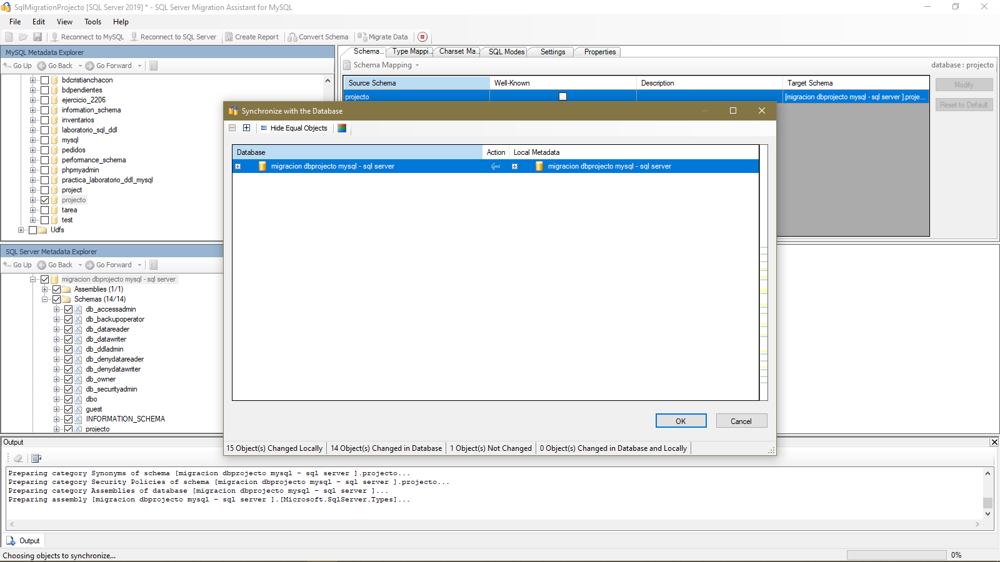 SqlMigrationProjecto [SQL Server 2019] * - SQL Server Migration Assistant for MySQL
File Edit View Tools Help
Reconnect to MySQL Reconnect to SQL Server Create Report Convert Schema Migrate Data
MySQL Metadata Explorer
Go Up Go Back Go Forward
bdcristianchacon
bdpendientes
ejercicio_2206
information_schema
inventarios
laboratorio_sql_ddl
mysql
pedidos
performance_schema
phpmyadmin
practica_laboratorio_ddl_mysql
project
projecto
tarea
test
Udfs
Schema... Type Mappi... Charset Ma... SQL Modes Settings Properties
Schema Mapping database : projecto
Source Schema Well-Known Description Target Schema
projecto [migracion dbprojecto mysql - sql server ].proje...
Modify
Reset to Default
SQL Server Metadata Explorer
Go Up Go Back Go Forward
migracion dbprojecto mysql - sql server
Assemblies (1/1)
Schemas (14/14)
db_accessadmin
db_backupoperator
db_datareader
db_datawriter
db_ddladmin
db_denydatareader
db_denydatawriter
db_owner
db_securityadmin
dbo
guest
INFORMATION_SCHEMA
projecto
Synchronize with the Database
Hide Equal Objects
Database Action Local Metadata
migracion dbprojecto mysql - sql server migracion dbprojecto mysql - sql server
OK Cancel
15 Object(s) Changed Locally 14 Object(s) Changed in Database 1 Object(s) Not Changed 0 Object(s) Changed in Database and Locally
Output
Preparing category Synonyms of schema [migracion dbprojecto mysql - sql server ].projecto...
Preparing category Security Policies of schema [migracion dbprojecto mysql - sql server ].projecto...
Preparing category Assemblies of database [migracion dbprojecto mysql - sql server ]...
Preparing assembly [migracion dbprojecto mysql - sql server ].[Microsoft.SqlServer.Types]...
Output
Choosing objects to synchronize... 0%